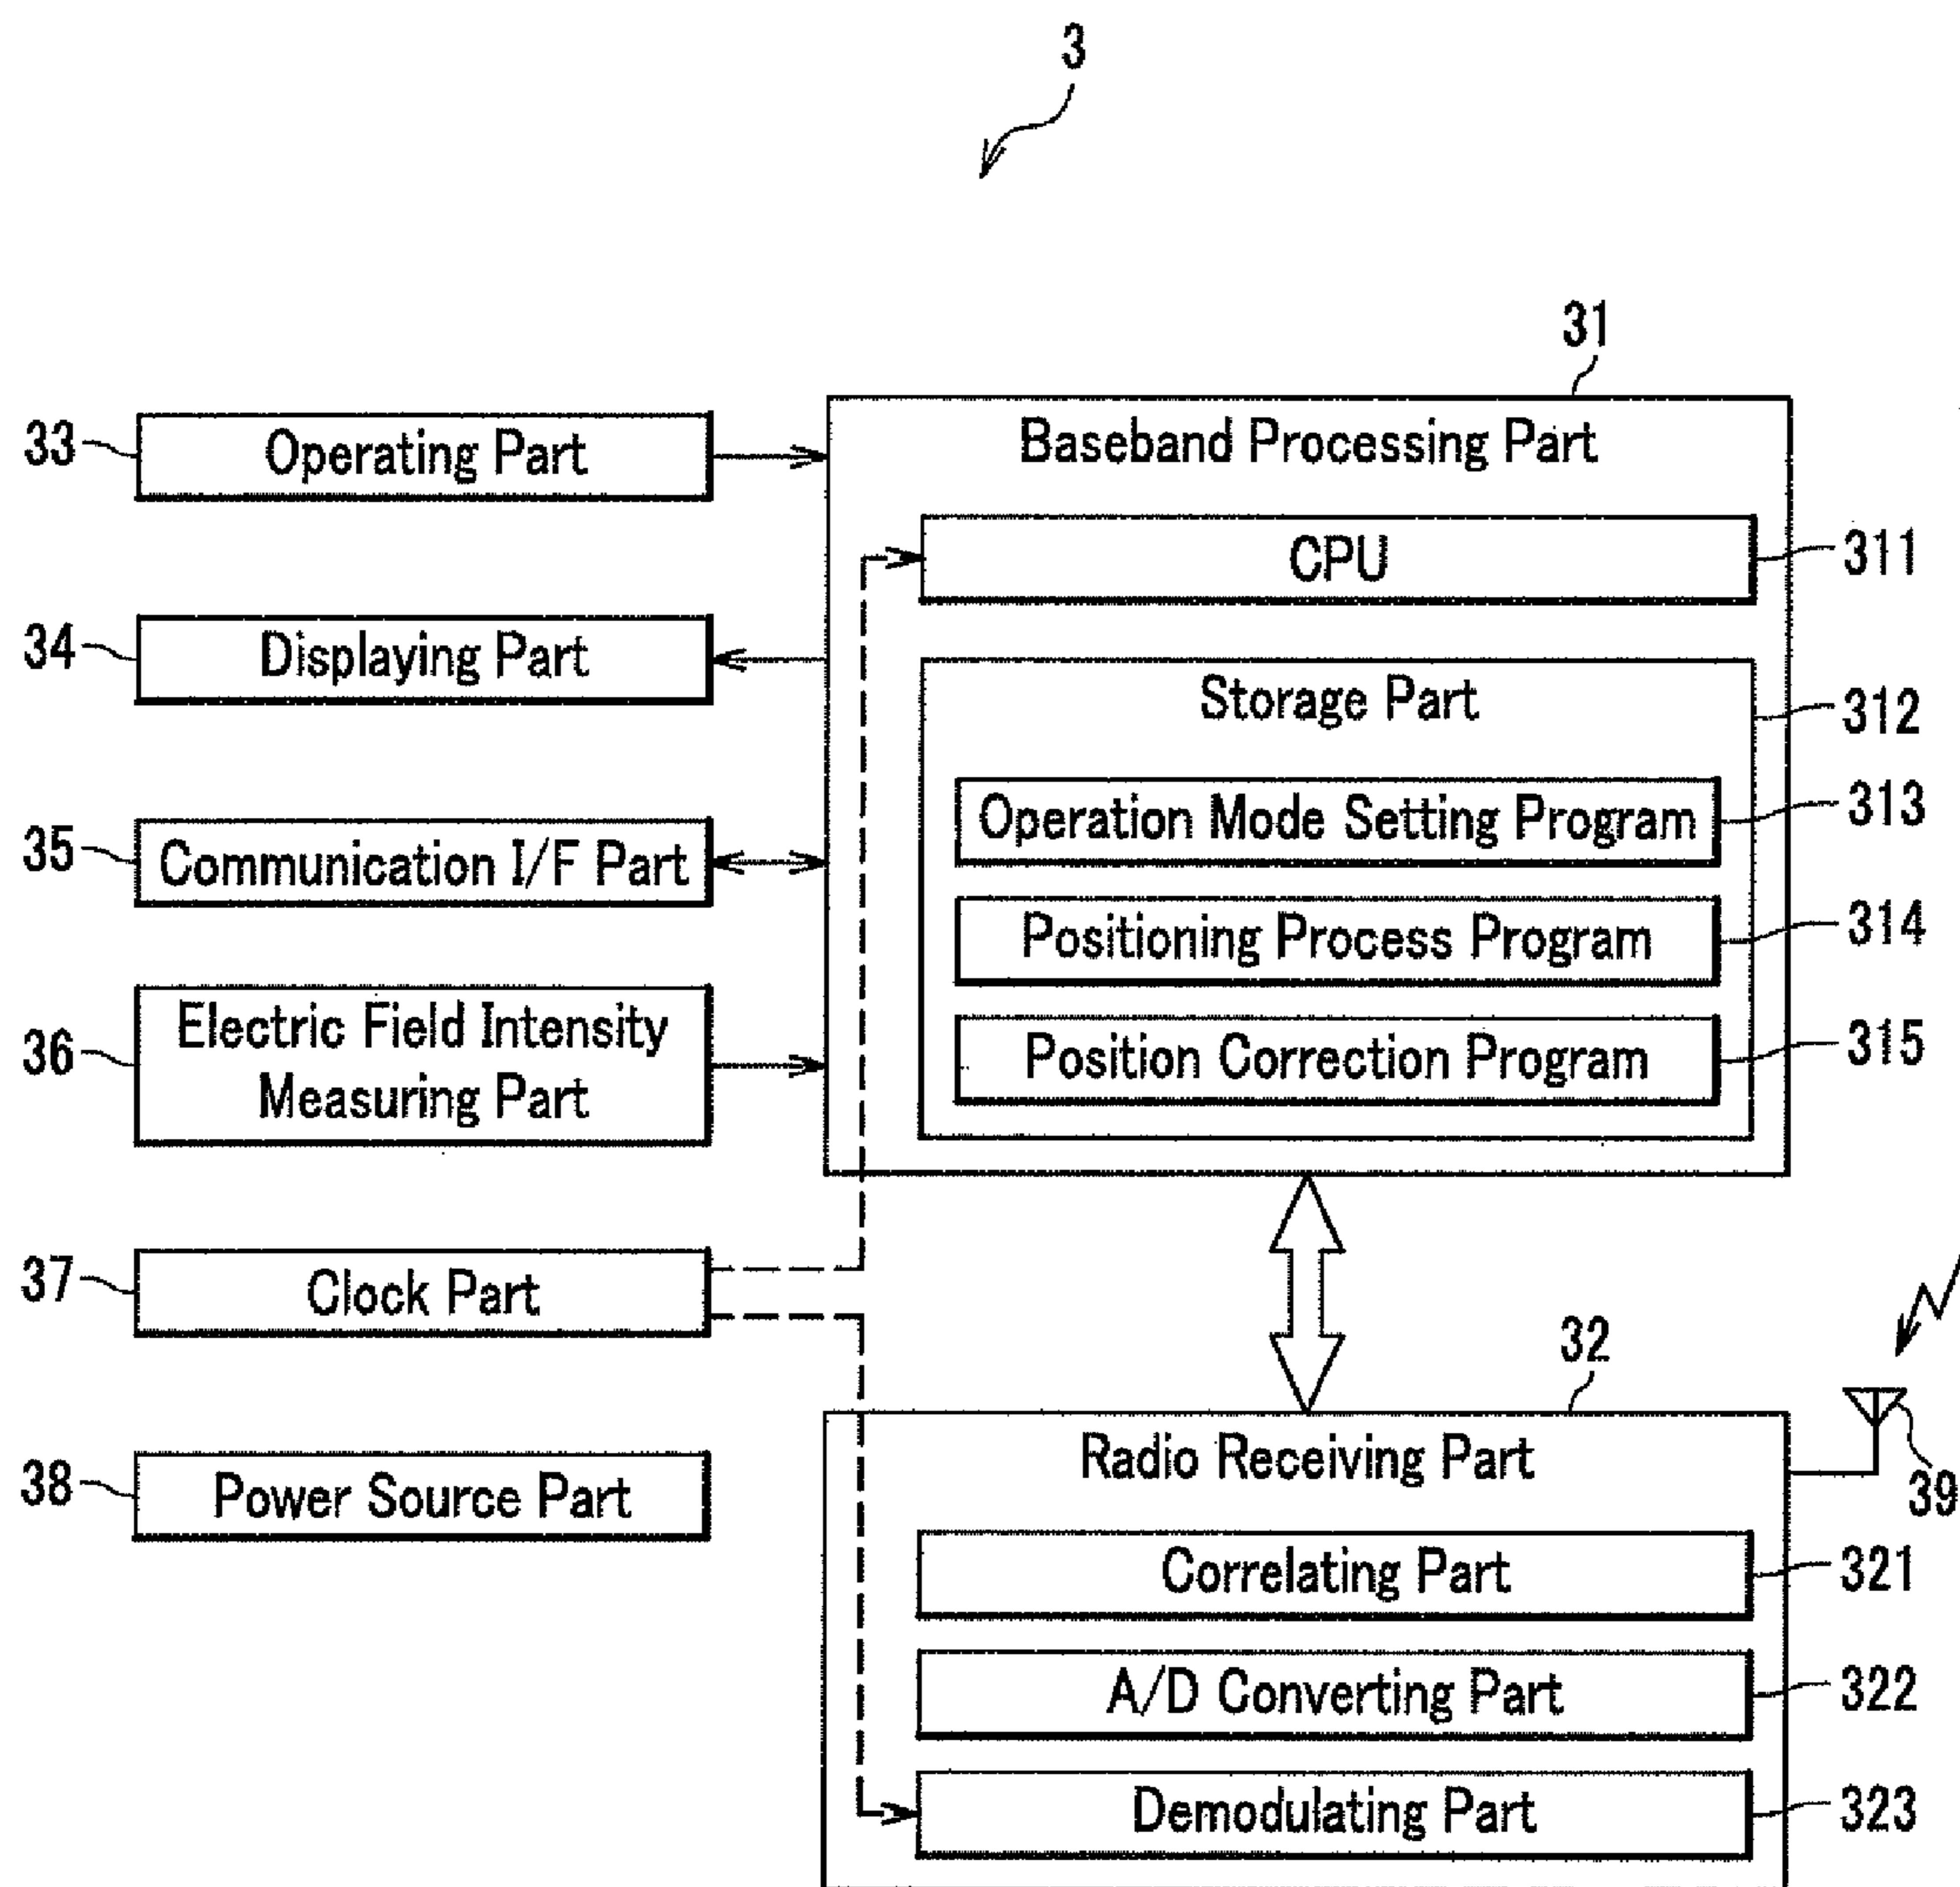 3
31
33
Operating Part
Baseband Processing Part
CPU
311
34
Displaying Part
Storage Part
312
Operation Mode Setting Program
313
35
Communication I/F Part
Positioning Process Program
314
36
Electric Field Intensity
Measuring Part
Position Correction Program
315
37
Clock Part
32
38
Power Source Part
Radio Receiving Part
39
Correlating Part
321
A/D Converting Part
322
Demodulating Part
323